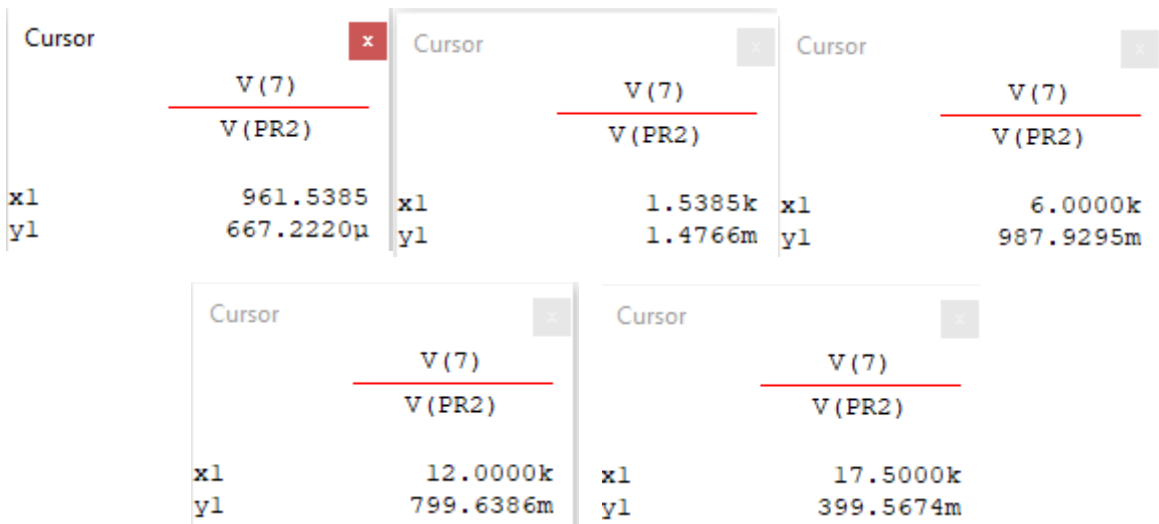 Cursor x
V(7)
V(PR2)
x1 961.5385
y1 667.2220µ
Cursor x
V(7)
V(PR2)
x1 1.5385k
y1 1.4766m
Cursor x
V(7)
V(PR2)
x1 6.0000k
y1 987.9295m
Cursor x
V(7)
V(PR2)
x1 12.0000k
y1 799.6386m
Cursor x
V(7)
V(PR2)
x1 17.5000k
y1 399.5674m